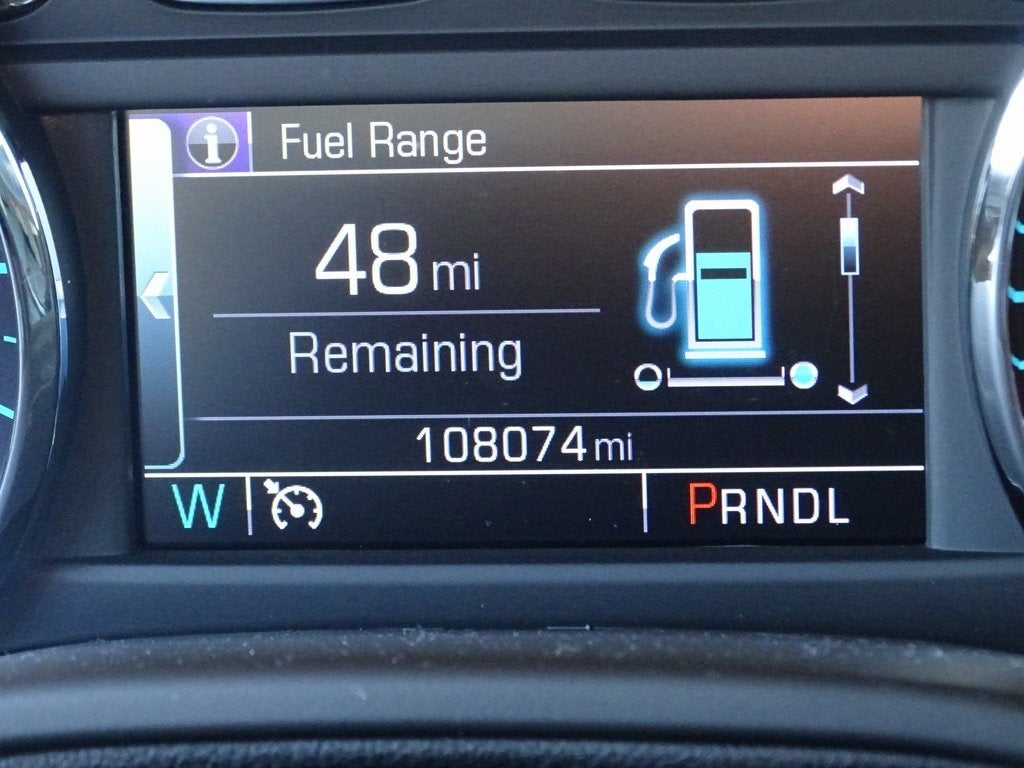 i Fuel Range
48 mi
Remaining
108074 mi
W PRNDL